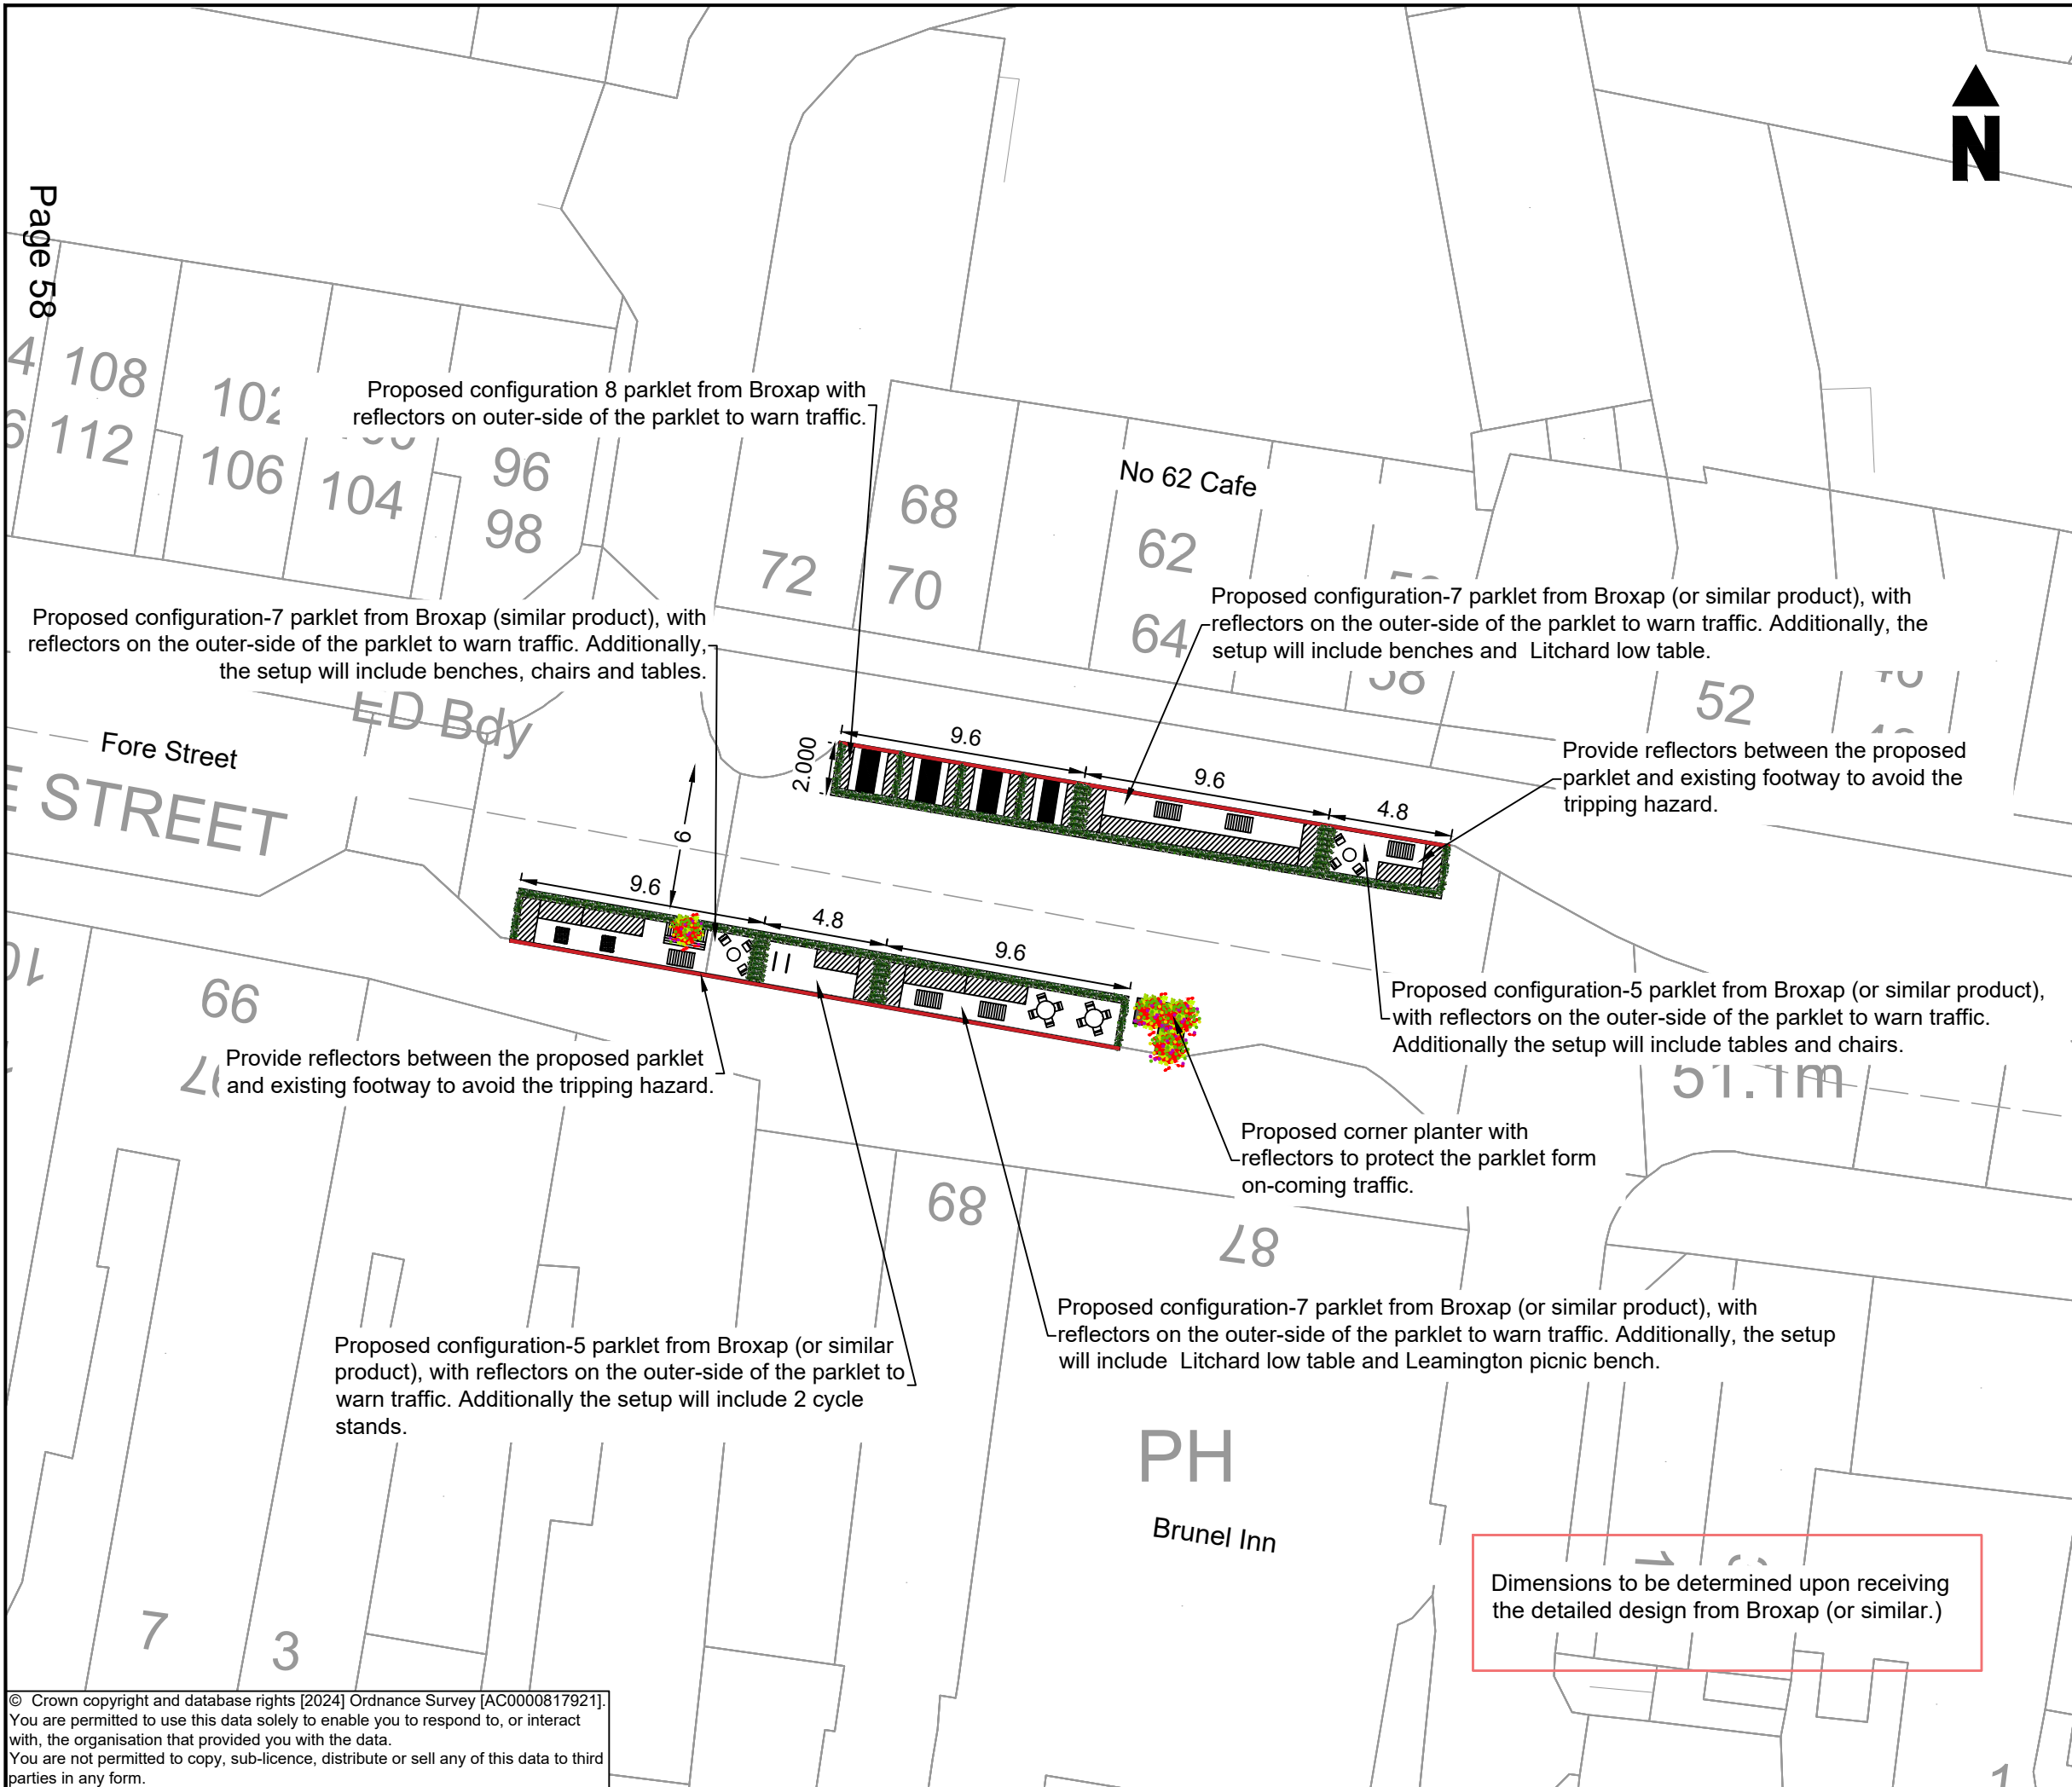 Page 58
N
108
112
106
104
96
98
72
68
70
No 62 Cafe
62
64
58
52
Proposed configuration 8 parklet from Broxap with
reflectors on outer-side of the parklet to warn traffic.
Proposed configuration-7 parklet from Broxap (similar product), with
reflectors on the outer-side of the parklet to warn traffic. Additionally,
the setup will include benches, chairs and tables.
Proposed configuration-7 parklet from Broxap (or similar product), with
reflectors on the outer-side of the parklet to warn traffic. Additionally, the
setup will include benches and Litchard low table.
ED Bdy
Fore Street
STREET
Provide reflectors between the proposed
parklet and existing footway to avoid the
tripping hazard.
9.6
9.6
4.8
2.000
6
9.6
4.8
9.6
99
97
Provide reflectors between the proposed parklet
and existing footway to avoid the tripping hazard.
Proposed configuration-5 parklet from Broxap (or similar product),
with reflectors on the outer-side of the parklet to warn traffic.
Additionally the setup will include tables and chairs.
51.1m
Proposed corner planter with
reflectors to protect the parklet form
on-coming traffic.
89
87
Proposed configuration-7 parklet from Broxap (or similar product), with
reflectors on the outer-side of the parklet to warn traffic. Additionally, the setup
will include Litchard low table and Leamington picnic bench.
Proposed configuration-5 parklet from Broxap (or similar
product), with reflectors on the outer-side of the parklet to
warn traffic. Additionally the setup will include 2 cycle
stands.
PH
Brunel Inn
Dimensions to be determined upon receiving
the detailed design from Broxap (or similar.)
7
3
1
© Crown copyright and database rights [2024] Ordnance Survey [AC0000817921].
You are permitted to use this data solely to enable you to respond to, or interact
with, the organisation that provided you with the data.
You are not permitted to copy, sub-licence, distribute or sell any of this data to third
parties in any form.